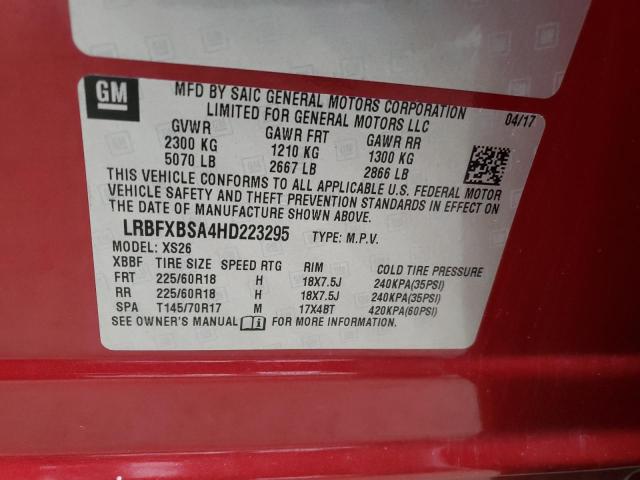 GM
MFD BY SAIC GENERAL MOTORS CORPORATION
LIMITED FOR GENERAL MOTORS LLC
04/17
GVWR GAWR FRT GAWR RR
2300 KG 1210 KG 1300 KG
5070 LB 2667 LB 2866 LB
THIS VEHICLE CONFORMS TO ALL APPLICABLE U.S. FEDERAL MOTOR
VEHICLE SAFETY AND THEFT PREVENTION STANDARDS IN EFFECT ON
THE DATE OF MANUFACTURE SHOWN ABOVE.
LRBFXBSA4HD223295 TYPE: M.P.V.
MODEL: XS26
XBBF TIRE SIZE SPEED RTG RIM COLD TIRE PRESSURE
FRT 225/60R18 H 18X7.5J 240KPA(35PSI)
RR 225/60R18 H 18X7.5J 240KPA(35PSI)
SPA T145/70R17 M 17X4BT 420KPA(60PSI)
SEE OWNER'S MANUAL FOR MORE INFORMATION.